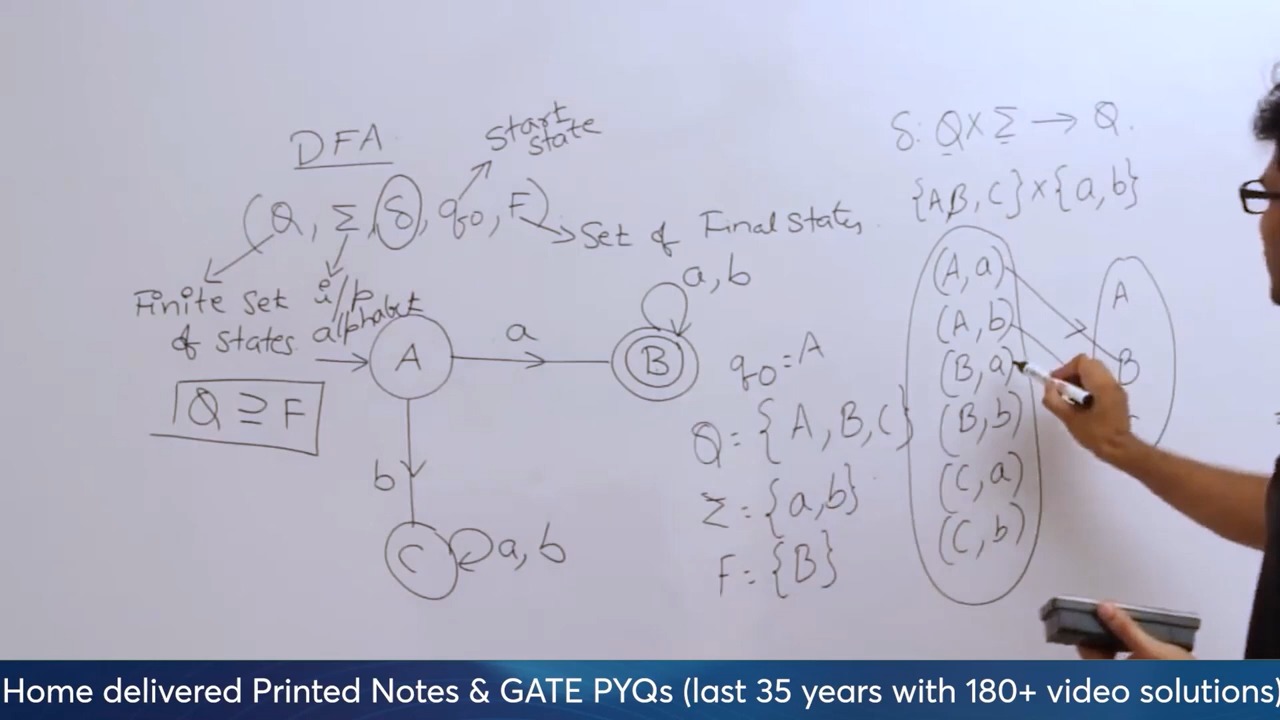 DFA
Start
state
(Q, Σ, δ, q0, F)
Set of Final States
Finite Set
of States
i/p
alphabet
Q ⊇ F
A
a
B
a, b
b
C
a, b
q0 = A
Q = {A, B, C}
Σ = {a, b}
F = {B}
δ: Q X Σ → Q.
{A,B, C} x {a, b}
(A, a)
(A, b)
(B, a)
(B, b)
(C, a)
(C, b)
A
B
Home delivered Printed Notes & GATE PYQs (last 35 years with 180+ video solutions)